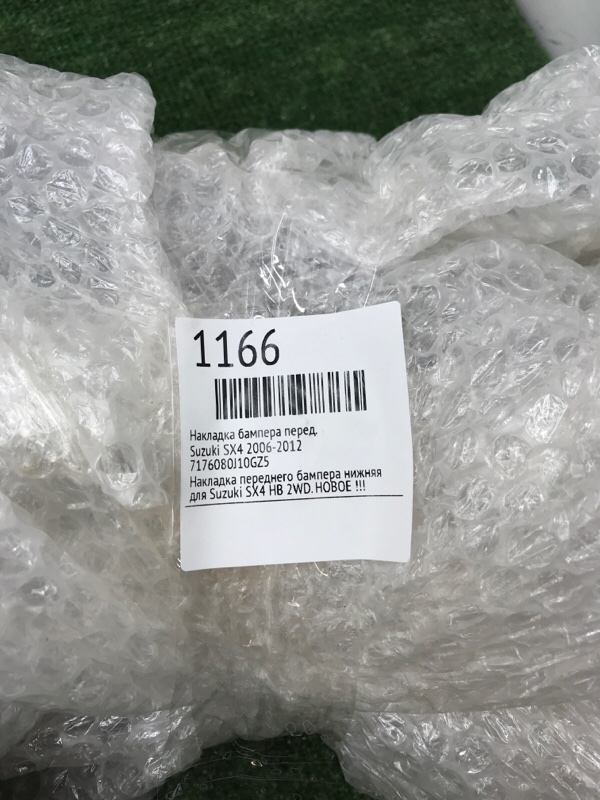 1166
Накладка бампера перед.
Suzuki SX4 2006-2012
7176080J10GZ5
Накладка переднего бампера нижняя
для Suzuki SX4 HB 2WD. НОВОЕ !!!